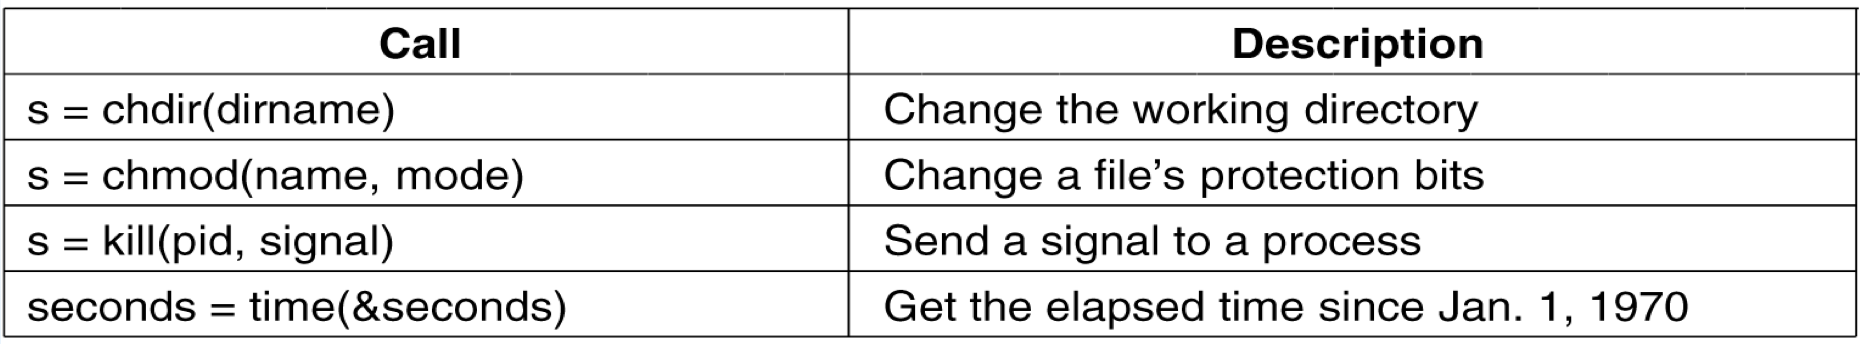 Call Description
s = chdir(dirname) Change the working directory
s = chmod(name, mode) Change a file’s protection bits
s = kill(pid, signal) Send a signal to a process
seconds = time(&seconds) Get the elapsed time since Jan. 1, 1970